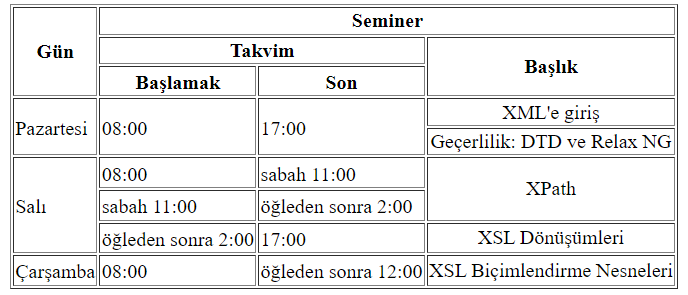 Gün
Seminer
Takvim
Başlık
Başlamak
Son
Pazartesi
08:00
17:00
XML'e giriş
Geçerlilik: DTD ve Relax NG
Salı
08:00
sabah 11:00
XPath
sabah 11:00
öğleden sonra 2:00
öğleden sonra 2:00
17:00
XSL Dönüşümleri
Çarşamba
08:00
öğleden sonra 12:00
XSL Biçimlendirme Nesneleri